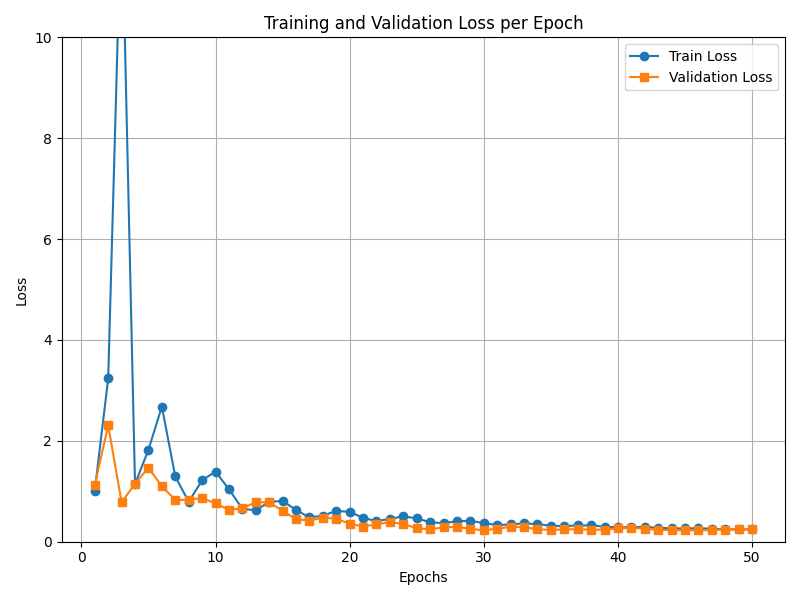 Training and Validation Loss per Epoch
Train Loss
Validation Loss
10
8
6
4
2
0
Loss
0 10 20 30 40 50
Epochs